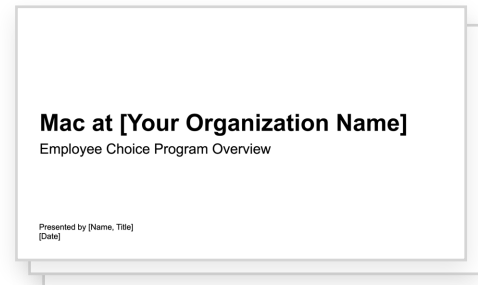 Mac at [Your Organization Name]
Employee Choice Program Overview
Presented by [Name, Title]
[Date]